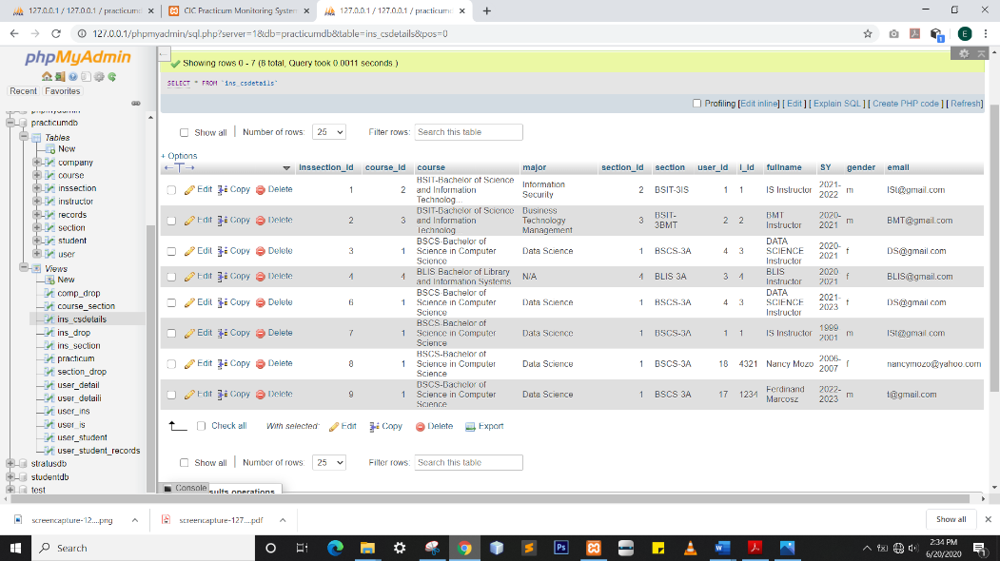 127.0.0.1 / 127.0.0.1 / practicumd
CIC Practicum Monitoring System
127.0.0.1 / 127.0.0.1 / practicumd
127.0.0.1/phpmyadmin/sql.php?server=1&db=practicumdb&table=ins_csdetails&pos=0
E
phpMyAdmin
Recent Favorites
phpmyadmin
practicumdb
Tables
New
company
course
inssection
instructor
records
section
student
user
Views
New
comp_drop
course_section
ins_csdetails
ins_drop
ins_section
practicum
section_drop
user_detail
user_detaili
user_ins
user_is
user_student
user_student_records
stratusdb
studentdb
test
Showing rows 0 - 7 (8 total, Query took 0.0011 seconds.)
SELECT * FROM `ins_csdetails`
Profiling [Edit inline] [ Edit ] [ Explain SQL ] [ Create PHP code ] [ Refresh]
Show all Number of rows: 25 Filter rows: Search this table
+ Options
inssection_id course_id course major section_id section user_id i_id fullname SY gender email
Edit Copy Delete 1 2 BSIT-Bachelor of Science and Information Technolog... Information Security 2 BSIT-3IS 1 1 IS Instructor 2021-2022 m ISt@gmail.com
Edit Copy Delete 2 3 BSIT-Bachelor of Science and Information Technolog Business Technology Management 3 BSIT-3BMT 2 2 BMT Instructor 2020-2021 m BMT@gmail.com
Edit Copy Delete 3 1 BSCS-Bachelor of Science in Computer Science Data Science 1 BSCS-3A 4 3 DATA SCIENCE Instructor 2020-2021 f DS@gmail.com
Edit Copy Delete 4 4 BLIS Bachelor of Library and Information Systems N/A 4 BLIS 3A 3 4 BLIS Instructor 2020 2021 f BLIS@gmail.com
Edit Copy Delete 6 1 BSCS-Bachelor of Science in Computer Science Data Science 1 BSCS-3A 4 3 DATA SCIENCE Instructor 2021-2023 f DS@gmail.com
Edit Copy Delete 7 1 BSCS-Bachelor of Science in Computer Science Data Science 1 BSCS-3A 1 1 IS Instructor 1999 2001 m ISt@gmail.com
Edit Copy Delete 8 1 BSCS-Bachelor of Science in Computer Science Data Science 1 BSCS-3A 18 4321 Nancy Mozo 2006-2007 f nancymozo@yahoo.com
Edit Copy Delete 9 1 BSCS-Bachelor of Science in Computer Science Data Science 1 BSCS 3A 17 1234 Ferdinand Marcosz 2022-2023 m t@gmail.com
Check all With selected: Edit Copy Delete Export
Show all Number of rows: 25 Filter rows: Search this table
Console
sults operations
screencapture-12....png
screencapture-127....pdf
Show all
Search
2:34 PM
6/20/2020
1